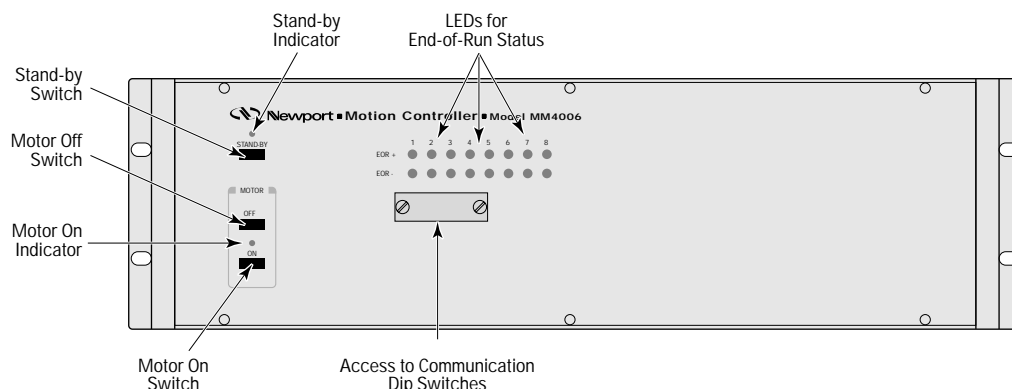 Stand-by
Indicator
LEDs for
End-of-Run Status
Stand-by
Switch
Newport ■ Motion Controller ■ Model MM4006
STAND-BY
1 2 3 4 5 6 7 8
EOR +
EOR -
Motor Off
Switch
MOTOR
OFF
Motor On
Indicator
ON
Motor On
Switch
Access to Communication
Dip Switches